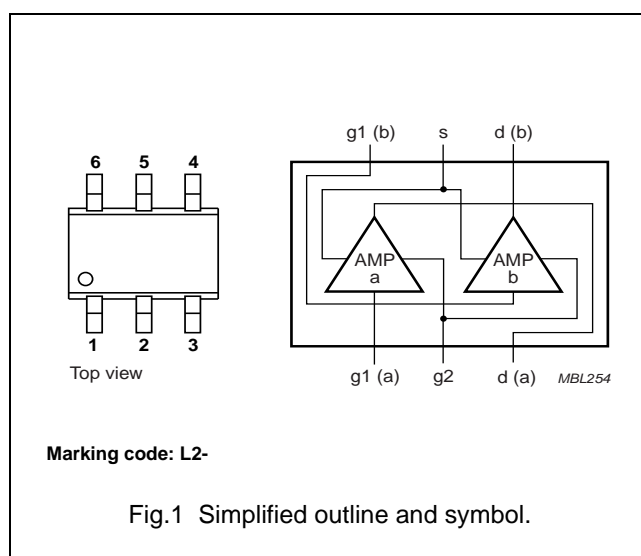 g1 (b) s d (b)
6 5 4
AMP a
AMP b
1 2 3
Top view
g1 (a) g2 d (a) MBL254
Marking code: L2-
Fig.1 Simplified outline and symbol.